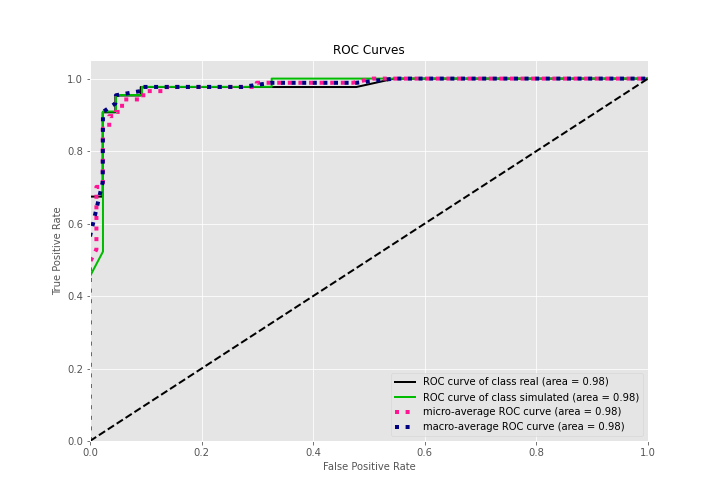 ROC Curves
1.0
0.8
0.6
0.4
0.2
0.0
True Positive Rate
0.0 0.2 0.4 0.6 0.8 1.0
False Positive Rate
ROC curve of class real (area = 0.98)
ROC curve of class simulated (area = 0.98)
micro-average ROC curve (area = 0.98)
macro-average ROC curve (area = 0.98)